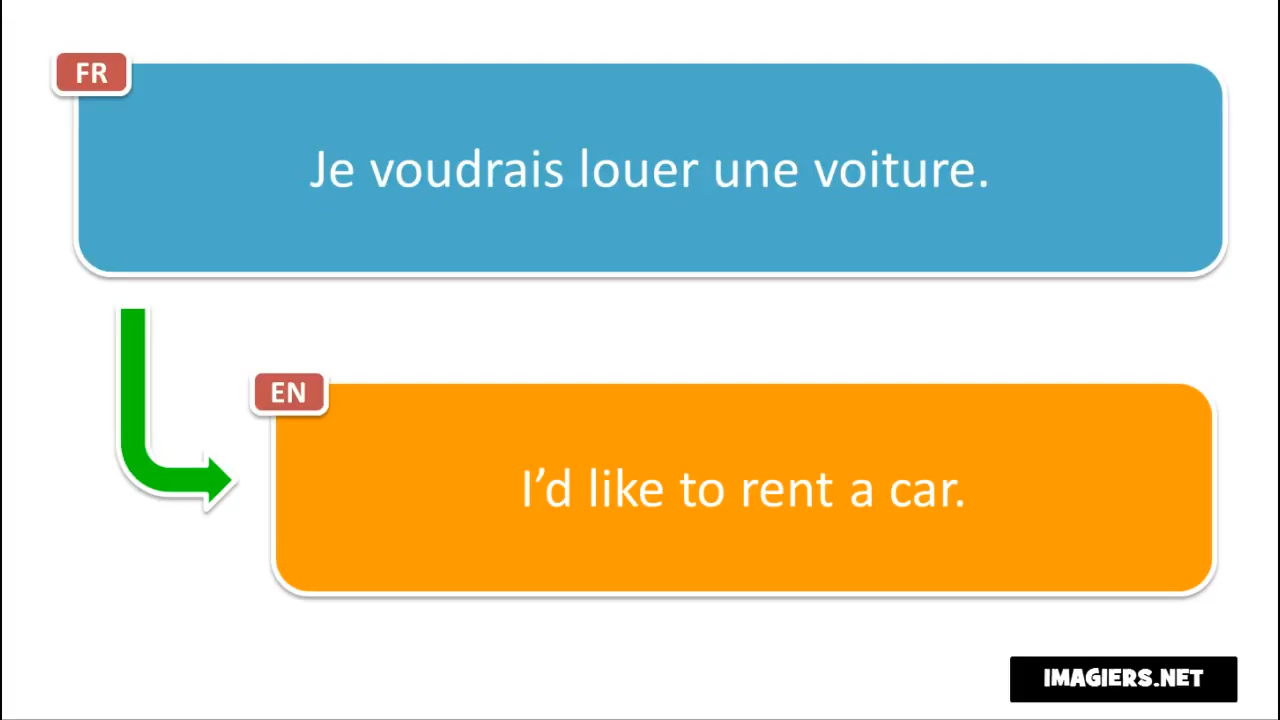 FR
Je voudrais louer une voiture.
EN
I’d like to rent a car.
IMAGIERS.NET